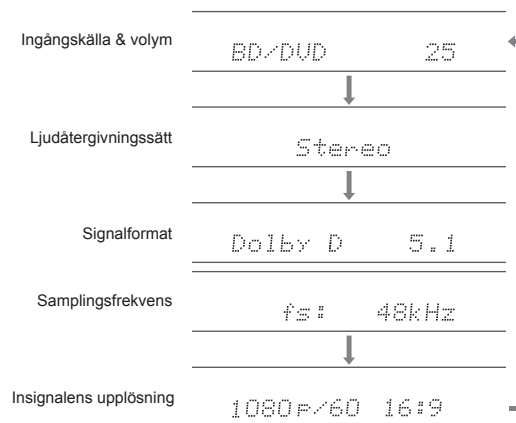 Ingångskälla & volym
BD/DVD 25
Ljudåtergivningssätt
Stereo
Signalformat
Dolby D 5.1
Samplingsfrekvens
fs: 48kHz
Insignalens upplösning
1080p/60 16:9